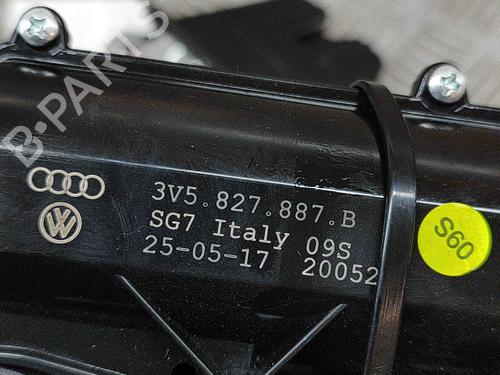 B-PARTS
3V5.827.887.B
SG7 Italy 09S
25-05-17 20052
S60